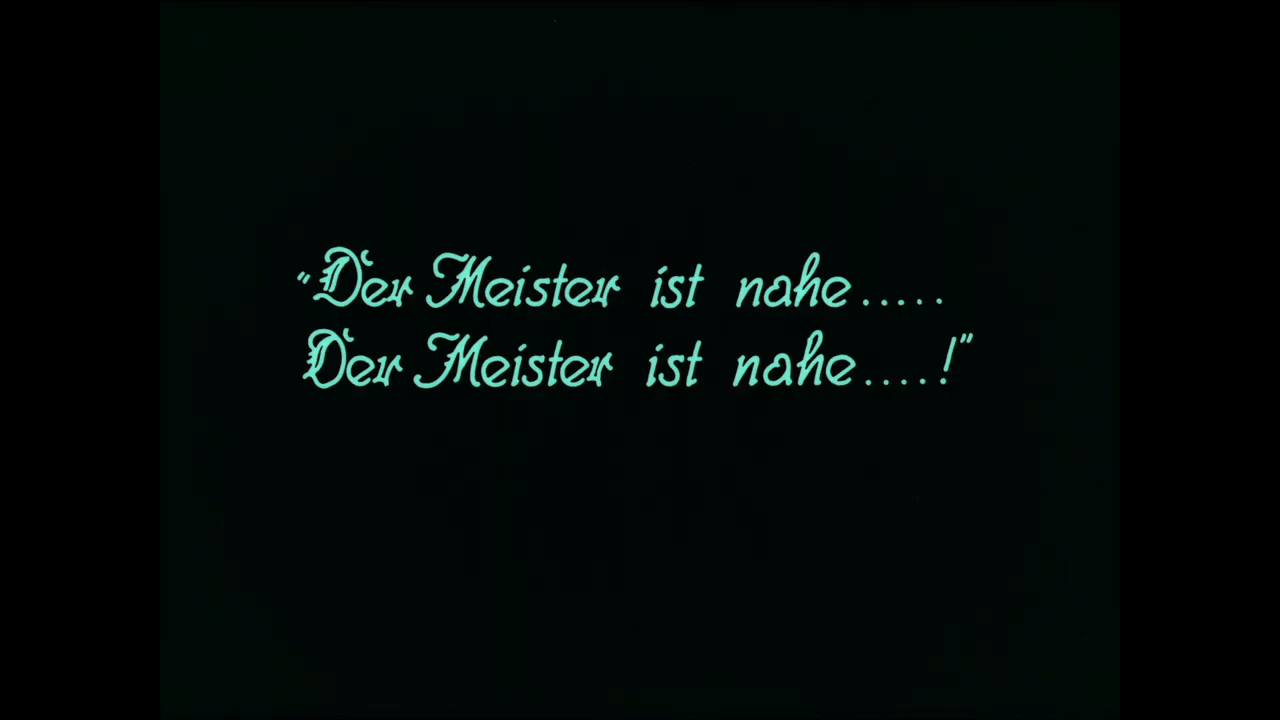 "Der Meister ist nahe.....
Der Meister ist nahe....!"